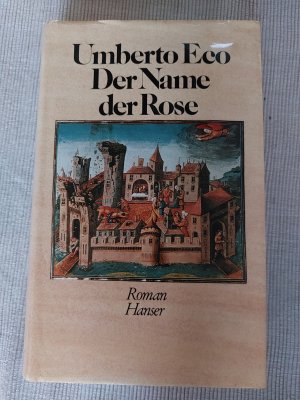 Umberto Eco
Der Name
der Rose
Roman
Hanser